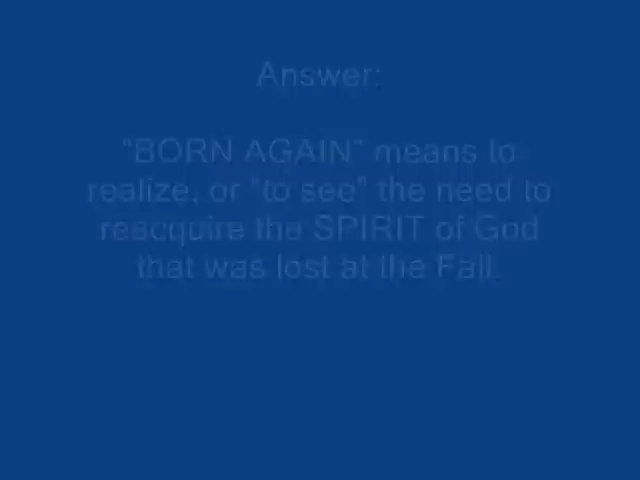 Answer:
"BORN AGAIN" means to
realize, or "to see" the need to
reacquire the SPIRIT of God
that was lost at the Fall.